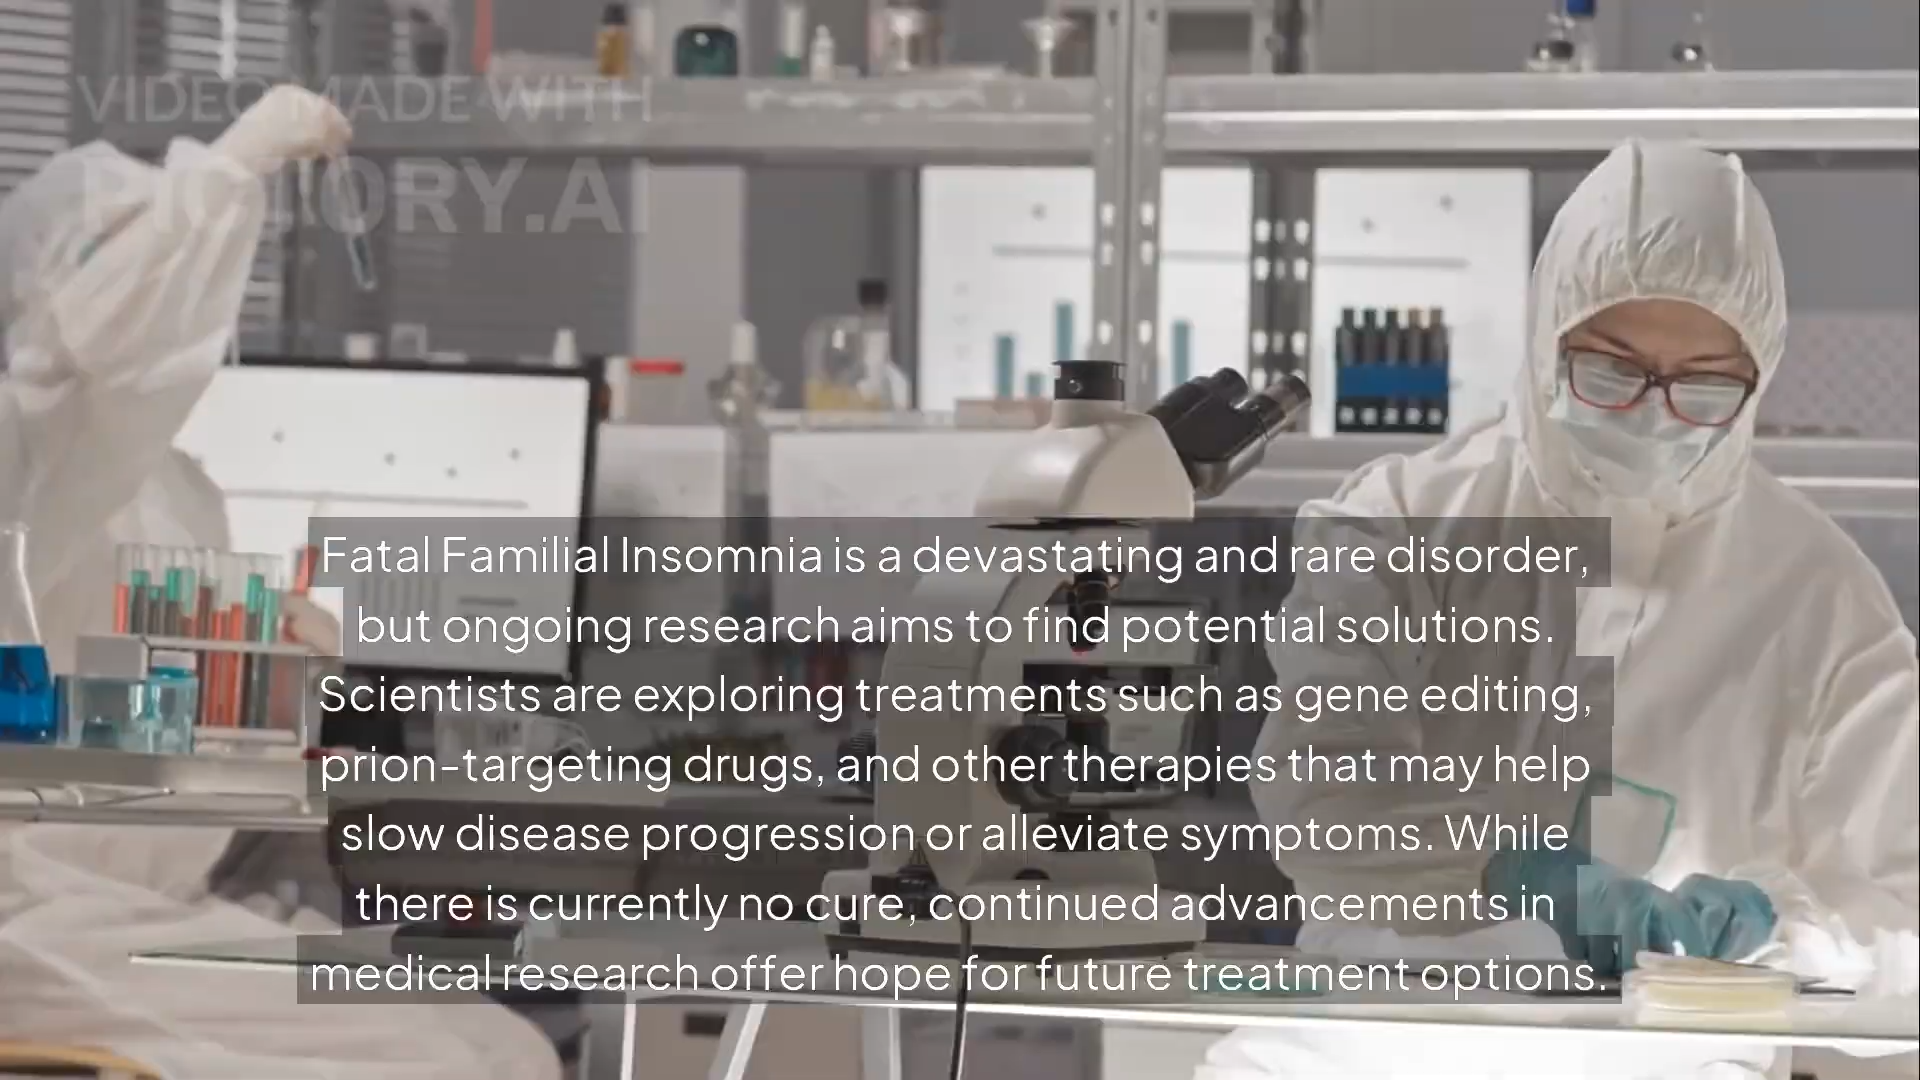 VIDEO MADE WITH
PICTORY.AI
Fatal Familial Insomnia is a devastating and rare disorder,
but ongoing research aims to find potential solutions.
Scientists are exploring treatments such as gene editing,
prion-targeting drugs, and other therapies that may help
slow disease progression or alleviate symptoms. While
there is currently no cure, continued advancements in
medical research offer hope for future treatment options.